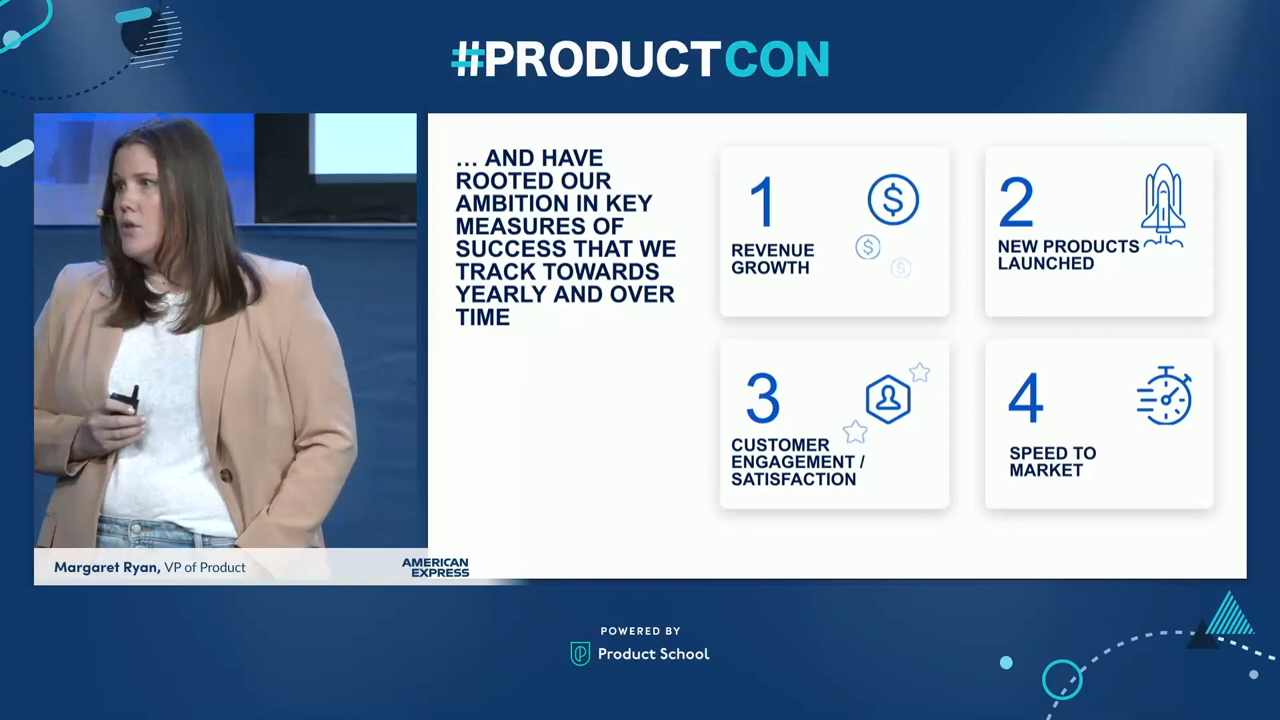 #PRODUCTCON
… AND HAVE
ROOTED OUR
AMBITION IN KEY
MEASURES OF
SUCCESS THAT WE
TRACK TOWARDS
YEARLY AND OVER
TIME
1
REVENUE
GROWTH
$
$
$
2
NEW PRODUCTS
LAUNCHED
3
CUSTOMER
ENGAGEMENT /
SATISFACTION
4
SPEED TO
MARKET
Margaret Ryan, VP of Product
AMERICAN
EXPRESS
POWERED BY
Product School